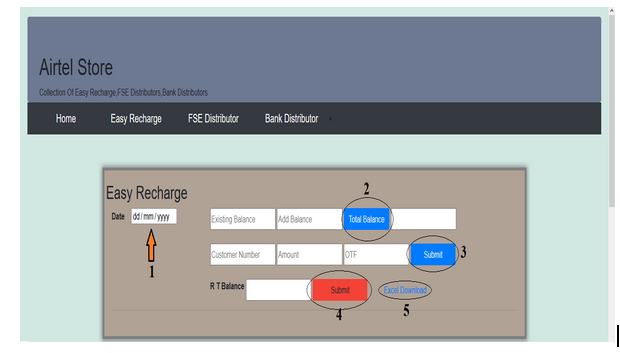 Airtel Store
Collection Of Easy Recharge,FSE Distributors,Bank Distributors
Home Easy Recharge FSE Distributor Bank Distributor
Easy Recharge
2
Date dd/mm/yyyy Existing Balance Add Balance Total Balance
Customer Number Amount OTF Submit 3
1
R T Balance Submit Excel Download
4 5